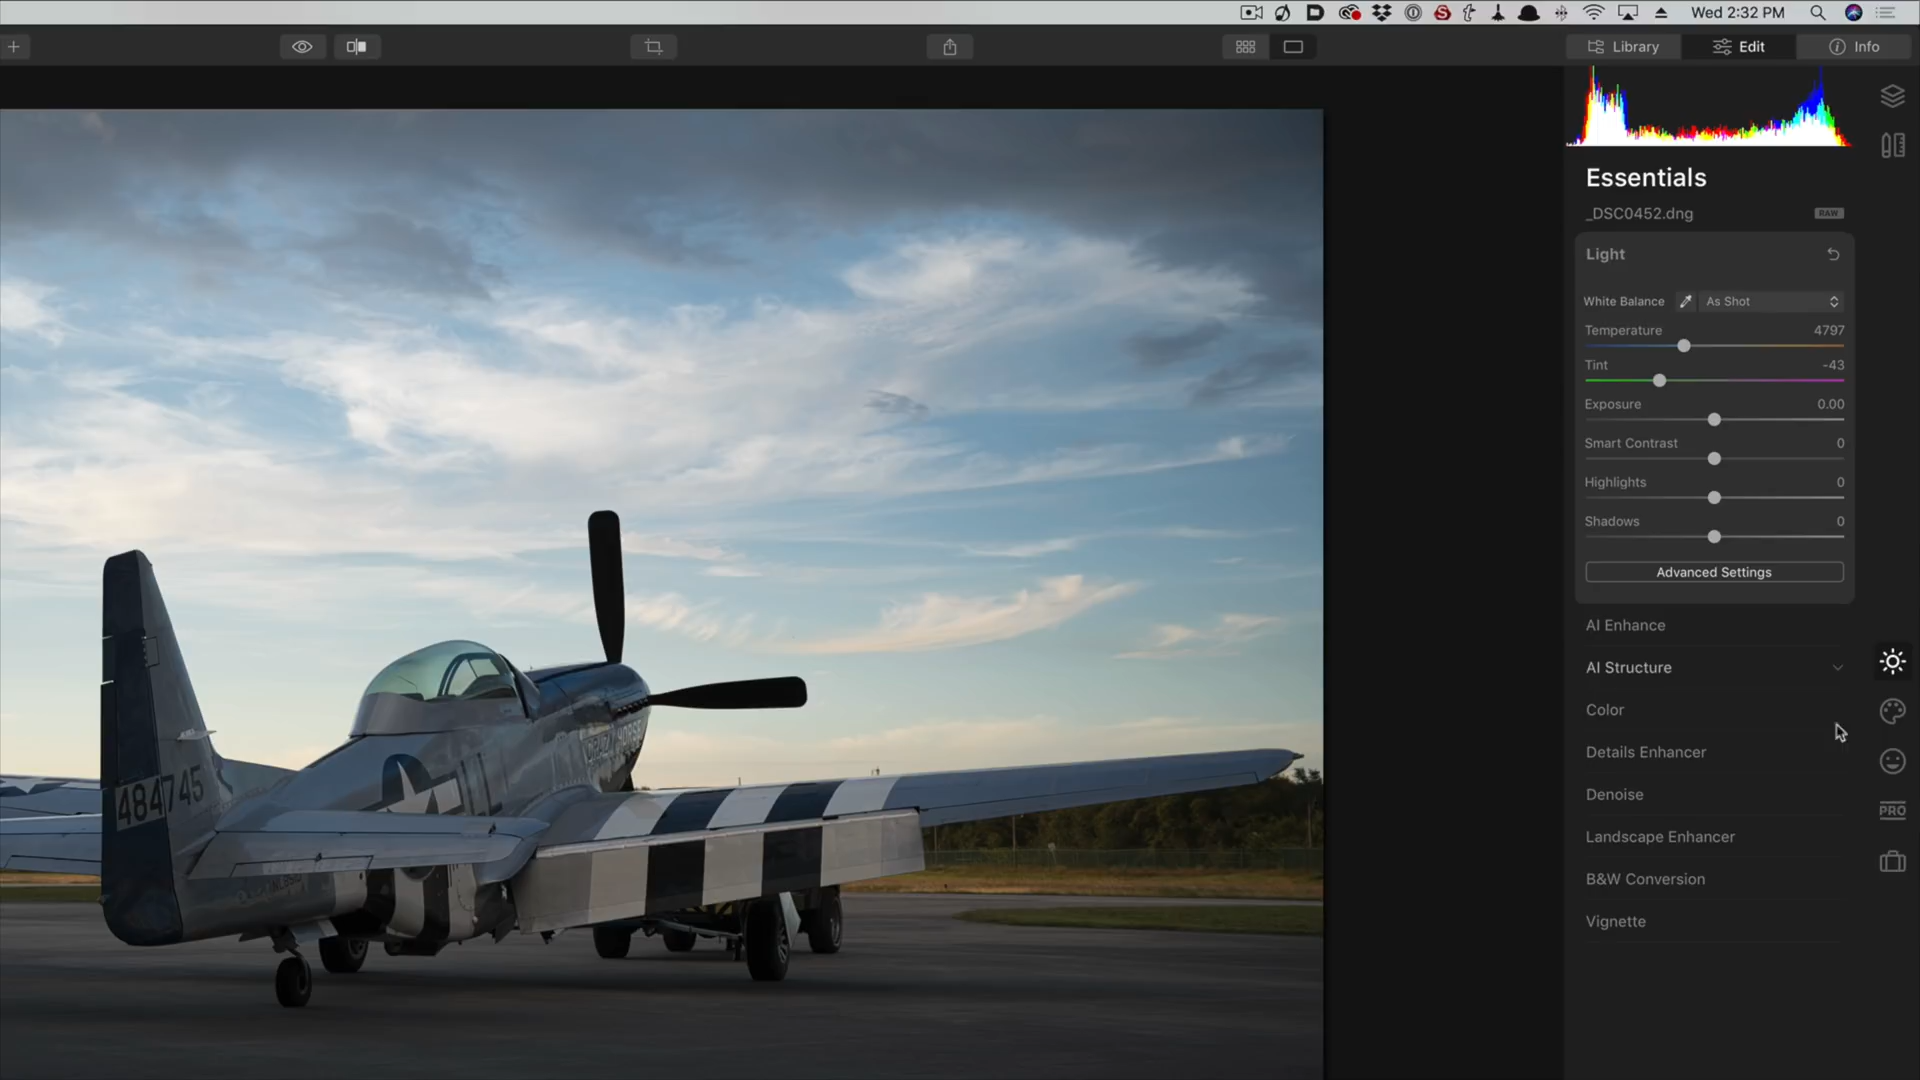 Wed 2:32 PM
Library
Edit
Info
Essentials
_DSC0452.dng
RAW
Light
White Balance
As Shot
Temperature
4797
Tint
-43
Exposure
0.00
Smart Contrast
0
Highlights
0
Shadows
0
Advanced Settings
AI Enhance
AI Structure
Color
Details Enhancer
Denoise
Landscape Enhancer
B&W Conversion
Vignette
PRO
484745